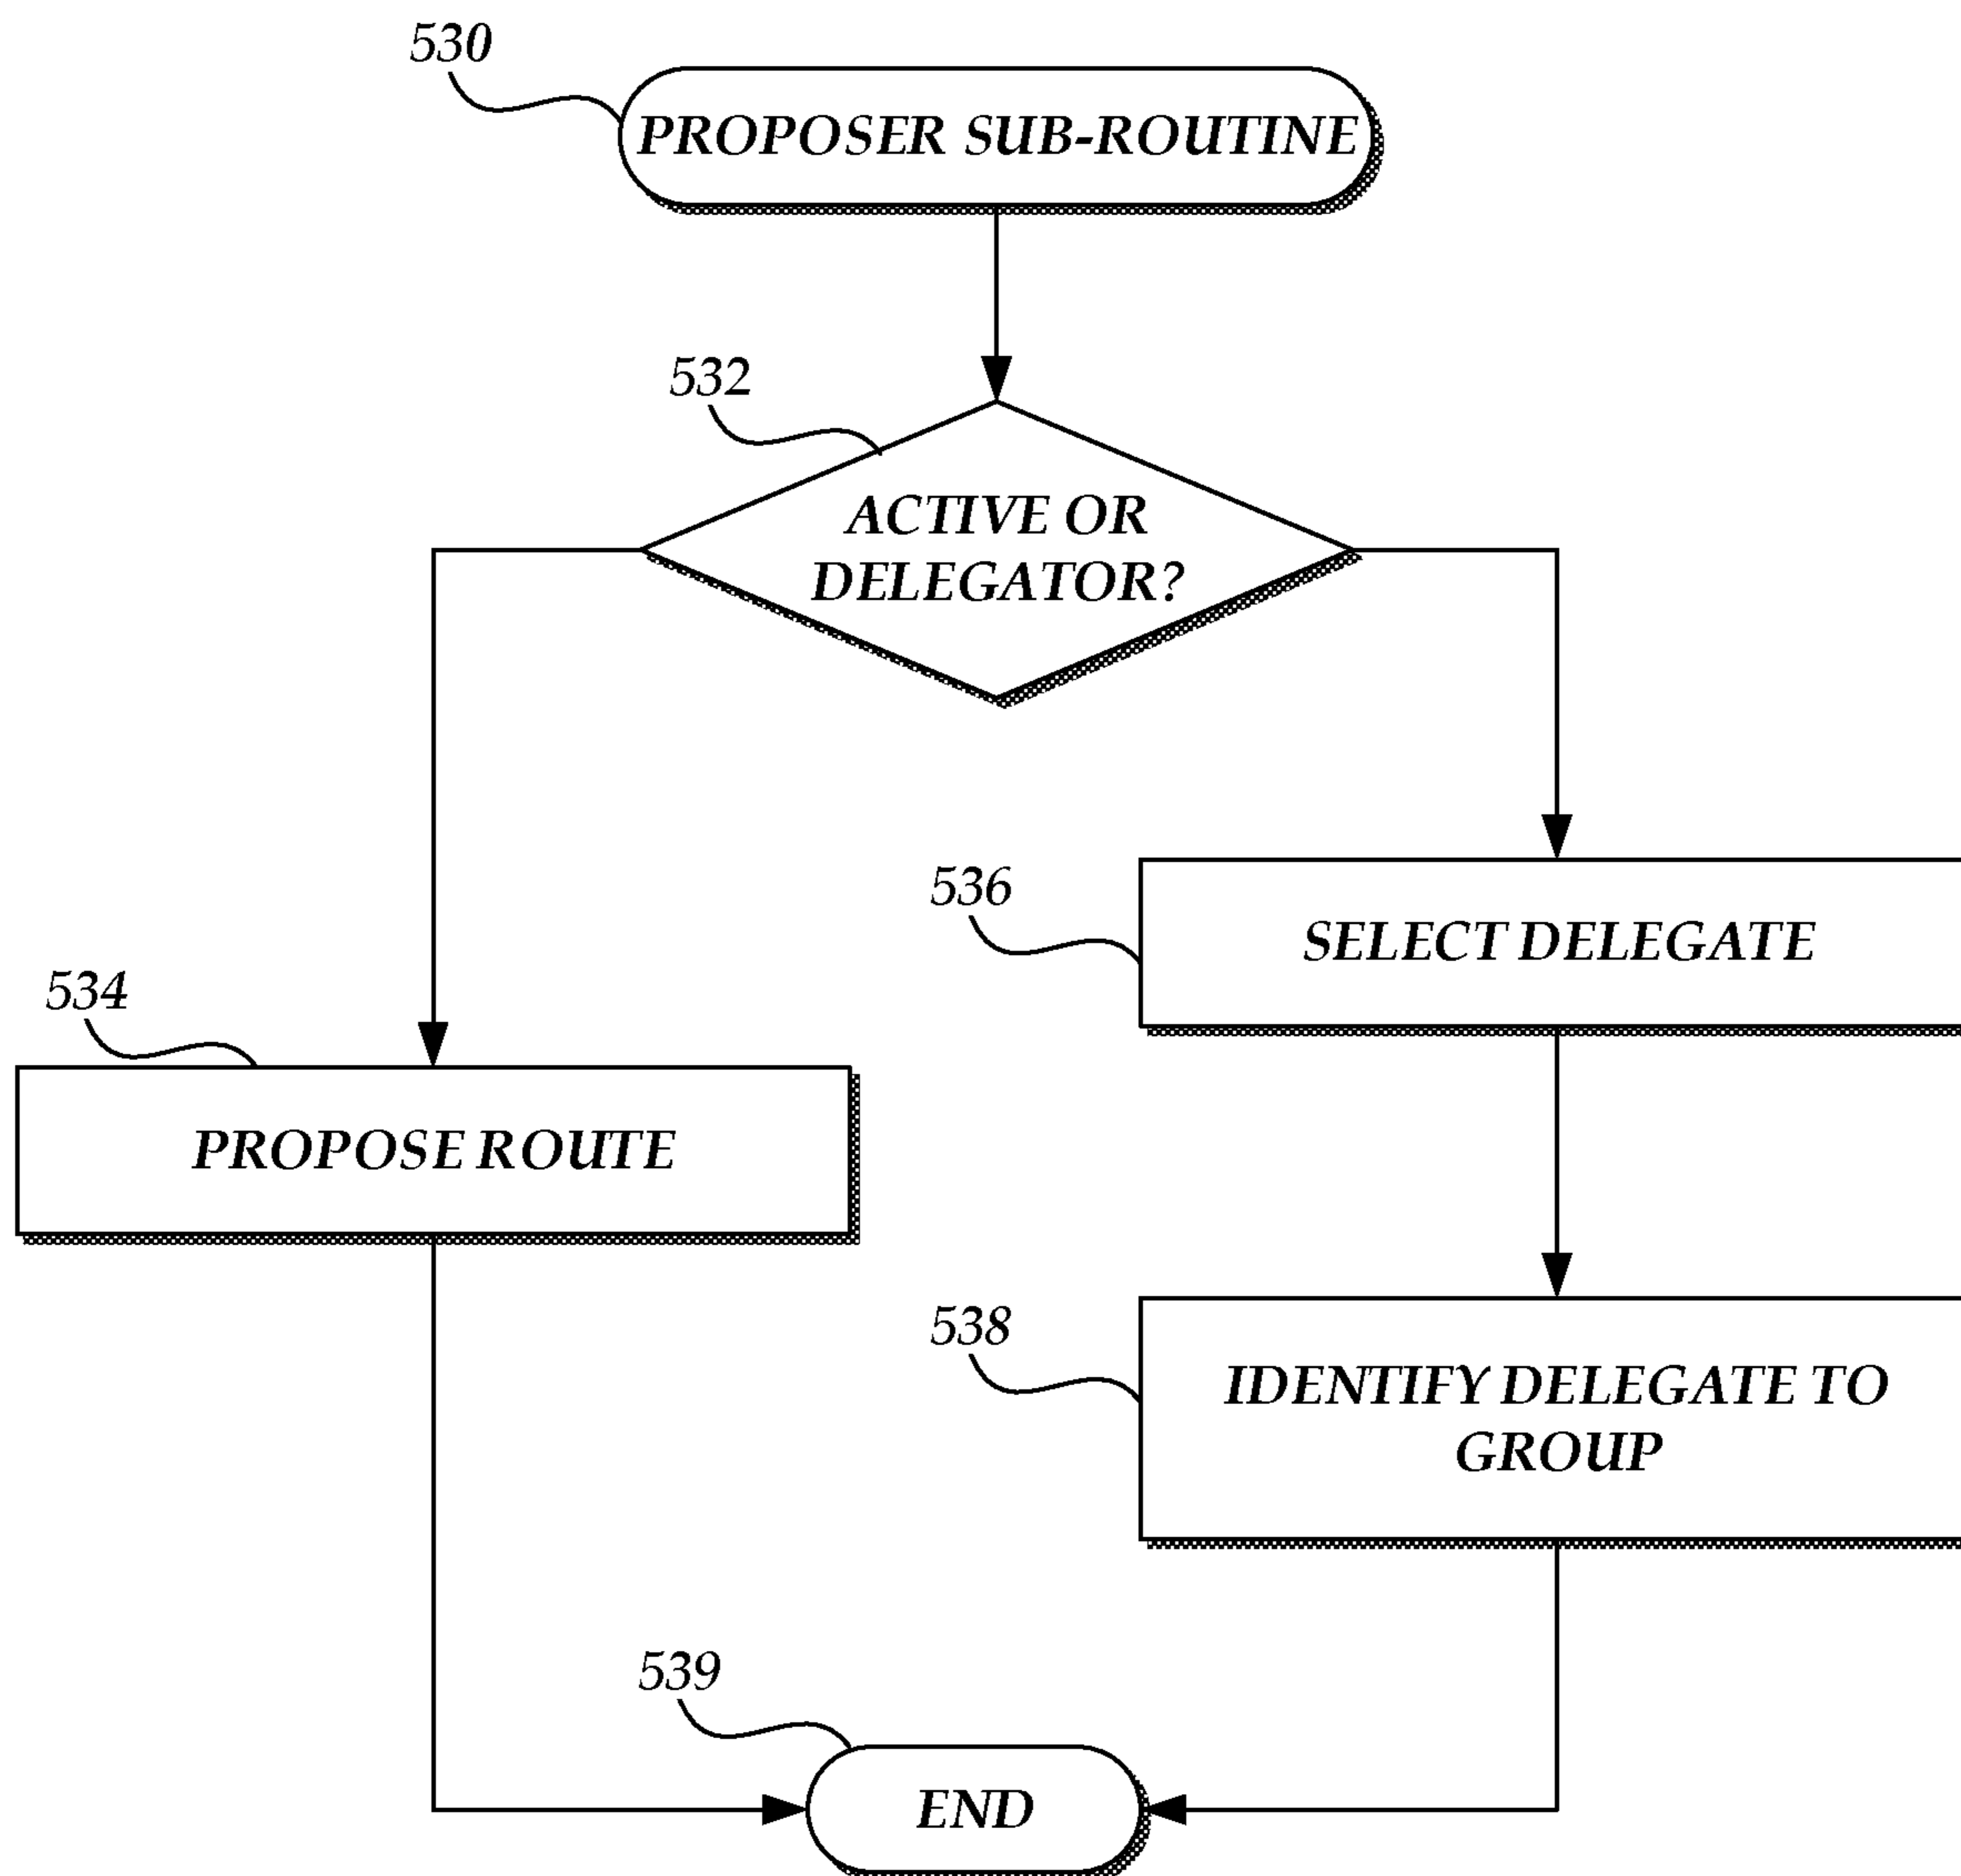 530
PROPOSER SUB-ROUTINE
532
ACTIVE OR
DELEGATOR?
536
SELECT DELEGATE
534
PROPOSE ROUTE
538
IDENTIFY DELEGATE TO
GROUP
539
END